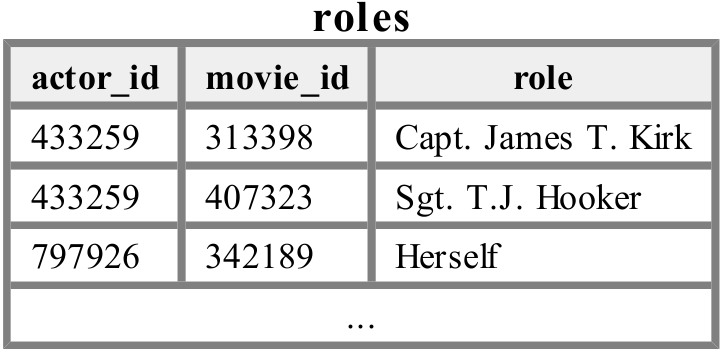 roles
actor_id movie_id role
433259 313398 Capt. James T. Kirk
433259 407323 Sgt. T.J. Hooker
797926 342189 Herself
...